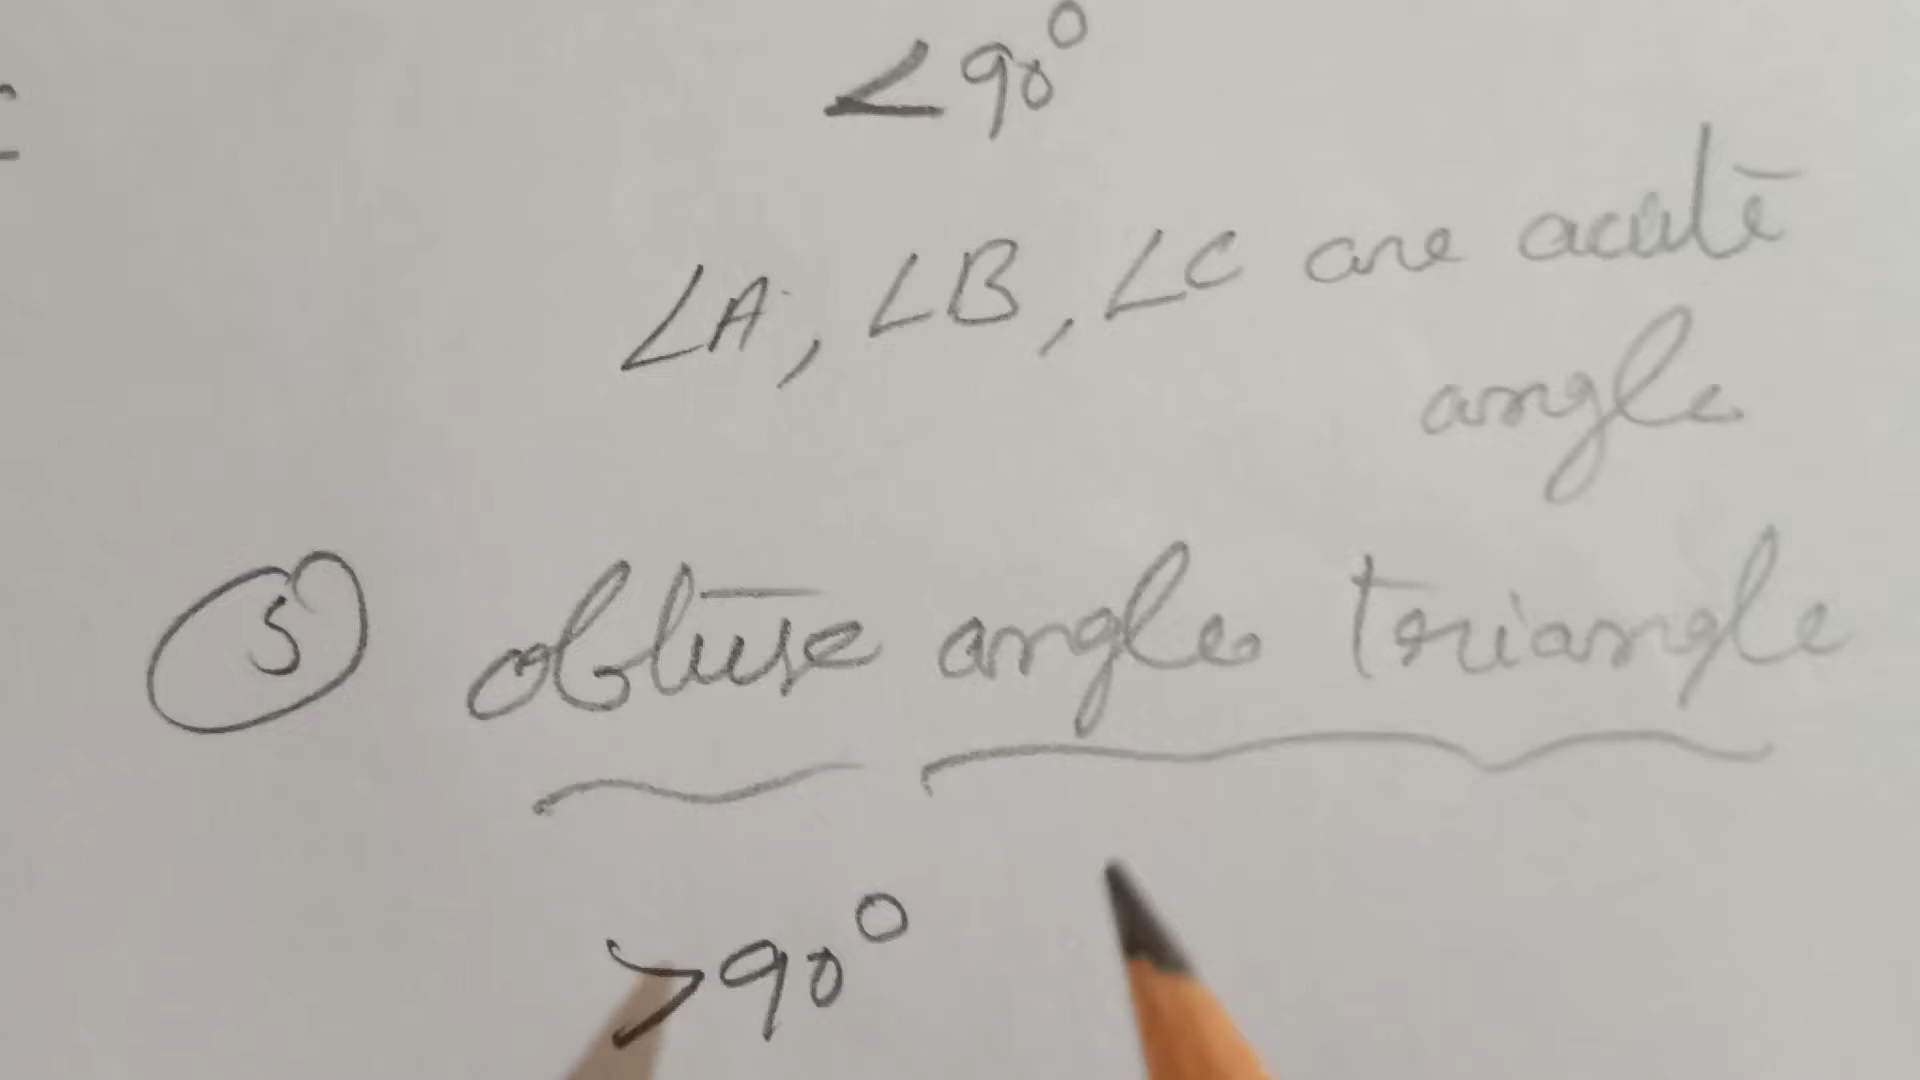 <90°
∠A, ∠B, ∠C are acute
angle
5 obtuse angle triangle
>90°